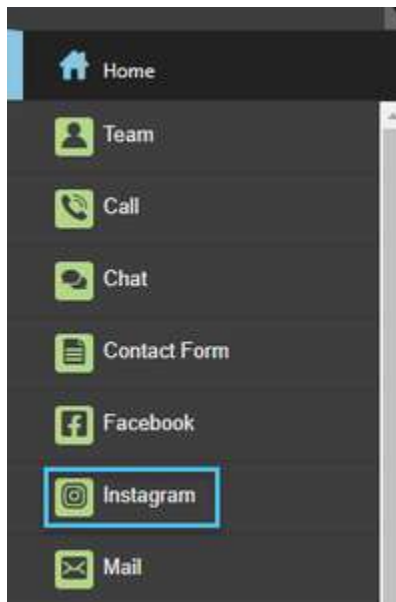 Home
Team
Call
Chat
Contact Form
Facebook
Instagram
Mail